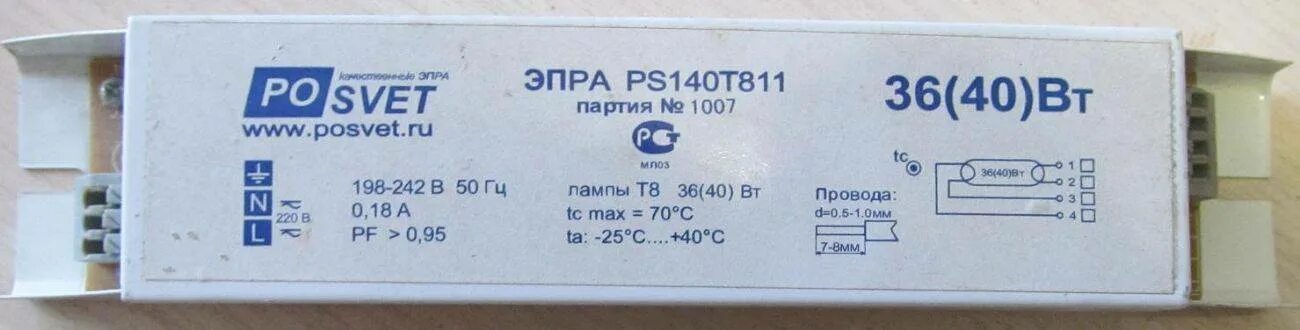 качественные ЭПРА
PO SVET
www.posvet.ru
N
L
220 В
198-242 В 50 Гц
0,18 А
PF > 0,95
ЭПРА PS140T811
партия № 1007
РСТ
МЛ03
лампы Т8 36(40) Вт
tc max = 70°C
ta: -25°C....+40°C
36(40)Вт
tc
Провода:
d=0.5-1.0мм
7-8мм
36(40)Вт
1
2
3
4